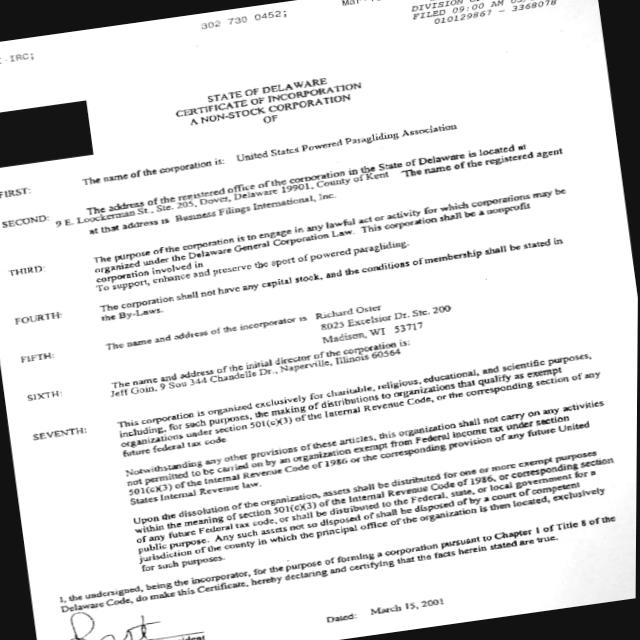 302 730 0452;
IRC;
DIVISION
FILED 09:00 AM
010129867 - 3368078
STATE OF DELAWARE
CERTIFICATE OF INCORPORATION
A NON-STOCK CORPORATION
OF
FIRST: The name of the corporation is: United States Powered Paragliding Association
SECOND: The address of the registered office of the corporation in the State of Delaware is located at
9 E. Loockerman St., Ste. 205, Dover, Delaware 19901, County of Kent The name of the registered agent
at that address is Business Filings International, Inc.
THIRD: The purpose of the corporation is to engage in any lawful act or activity for which corporations may be
organized under the Delaware General Corporation Law. This corporation shall be a nonprofit
corporation involved in
To support, enhance and preserve the sport of powered paragliding.
FOURTH: The corporation shall not have any capital stock, and the conditions of membership shall be stated in
the By-Laws.
FIFTH: The name and address of the incorporator is Richard Oster
8025 Excelsior Dr. Ste. 200
Madison, WI 53717
SIXTH: The name and address of the initial director of the corporation is:
Jeff Goin, 9 Sou 344 Chandelle Dr., Naperville, Illinois 60564
SEVENTH: This corporation is organized exclusively for charitable, religious, educational, and scientific purposes,
including, for such purposes, the making of distributions to organizations that qualify as exempt
organizations under section 501(c)(3) of the Internal Revenue Code, or the corresponding section of any
future federal tax code
Notwithstanding any other provisions of these articles, this organization shall not carry on any activities
not permitted to be carried on by an organization exempt from Federal income tax under section
501(c)(3) of the Internal Revenue Code of 1986 or the corresponding provision of any future United
States Internal Revenue law.
Upon the dissolution of the organization, assets shall be distributed for one or more exempt purposes
within the meaning of section 501(c)(3) of the Internal Revenue Code of 1986, or corresponding section
of any future Federal tax code, or shall be distributed to the Federal, state, or local government for a
public purpose. Any such assets not so disposed of shall be disposed of by a court of competent
jurisdiction of the county in which the principal office of the organization is then located, exclusively
for such purposes.
I, the undersigned, being the incorporator, for the purpose of forming a corporation pursuant to Chapter 1 of Title 8 of the
Delaware Code, do make this Certificate, hereby declaring and certifying that the facts herein stated are true.
Dated: March 15, 2001